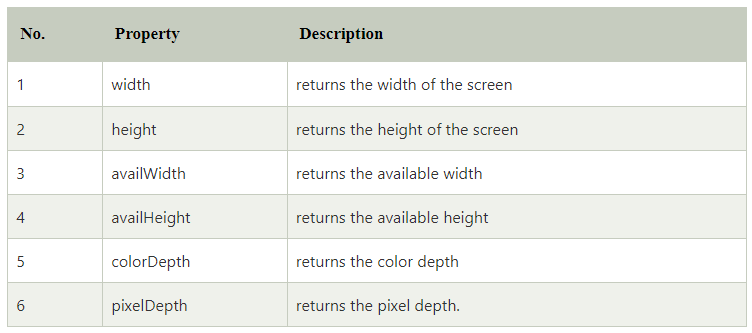 No. Property Description
1 width returns the width of the screen
2 height returns the height of the screen
3 availWidth returns the available width
4 availHeight returns the available height
5 colorDepth returns the color depth
6 pixelDepth returns the pixel depth.